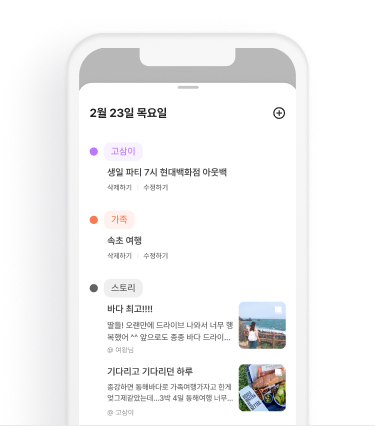 2월 23일 목요일
고삼이
생일 파티 7시 현대백화점 아웃백
삭제하기 수정하기
가족
속초 여행
삭제하기 수정하기
스토리
바다 최고!!!!
딸들! 오랜만에 드라이브 나와서 너무 행
복했어 ^^ 앞으로도 종종 바다 드라이...
@ 여왕님
기다리고 기다리던 하루
종강하면 동해바다로 가족여행가자고 한게
엊그제같았는데...3박 4일 동해여행 너무...
@ 고삼이